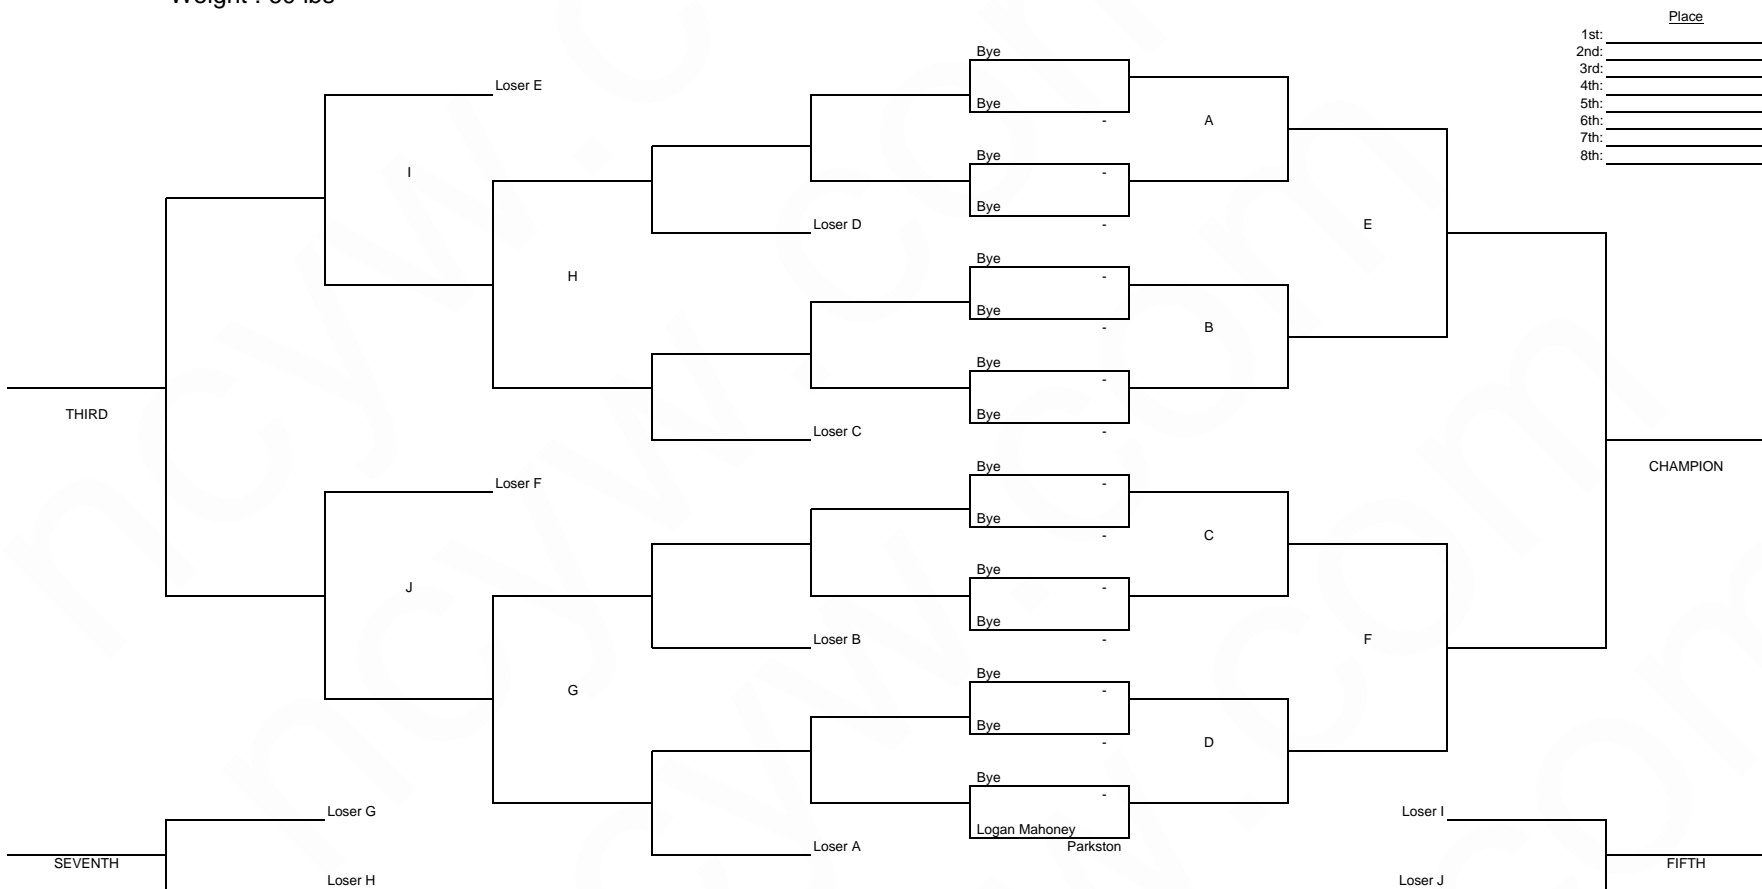 Place
1st:
2nd:
3rd:
4th:
5th:
6th:
7th:
8th:
Bye
Loser E
Bye
-
A
Bye
-
I
Bye
-
Loser D
E
Bye
-
H
Bye
-
B
Bye
-
THIRD
Bye
-
Loser C
CHAMPION
Bye
-
Loser F
Bye
-
C
Bye
-
J
Bye
-
Loser B
F
Bye
-
G
Bye
-
D
Bye
-
Loser G
Loser I
Logan Mahoney
Parkston
Loser A
SEVENTH
FIFTH
Loser H
Loser J